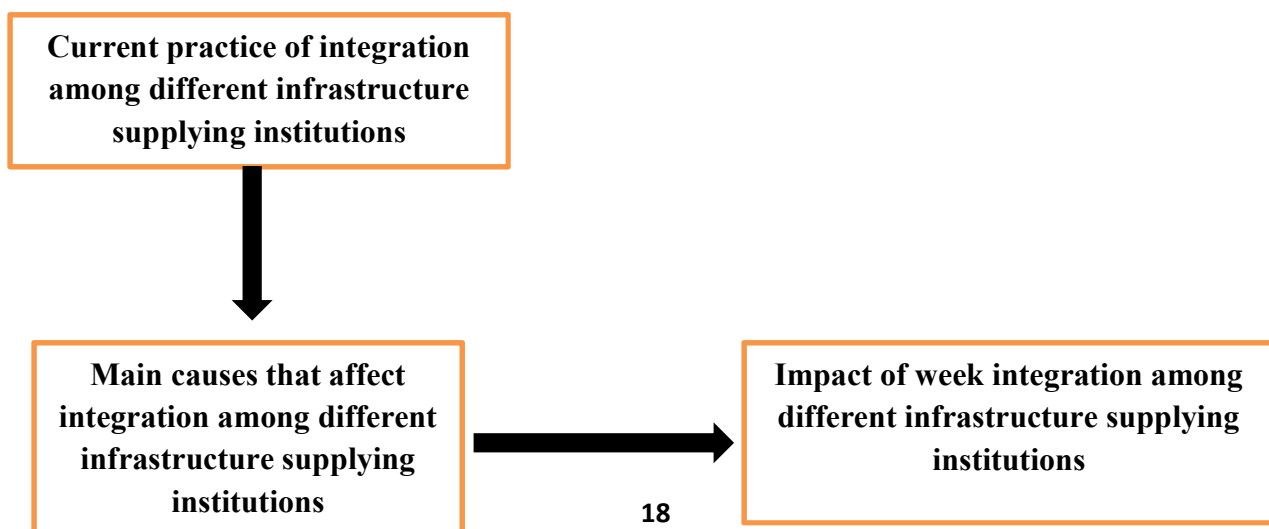 Current practice of integration
among different infrastructure
supplying institutions
Main causes that affect
integration among different
infrastructure supplying
institutions
Impact of week integration among
different infrastructure supplying
institutions
18